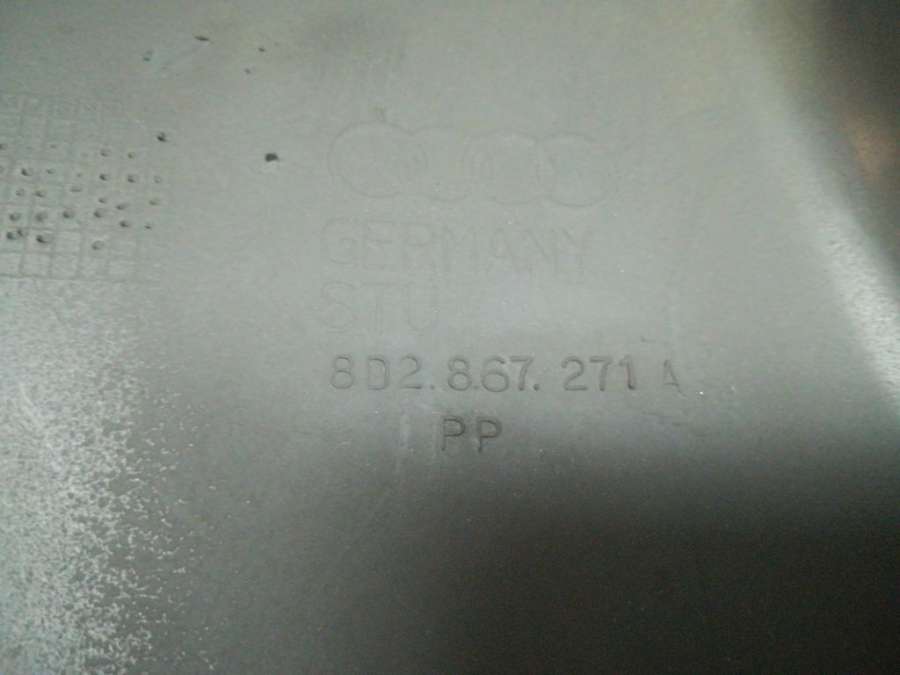 GERMANY
STU
8D2.867.271 A
PP